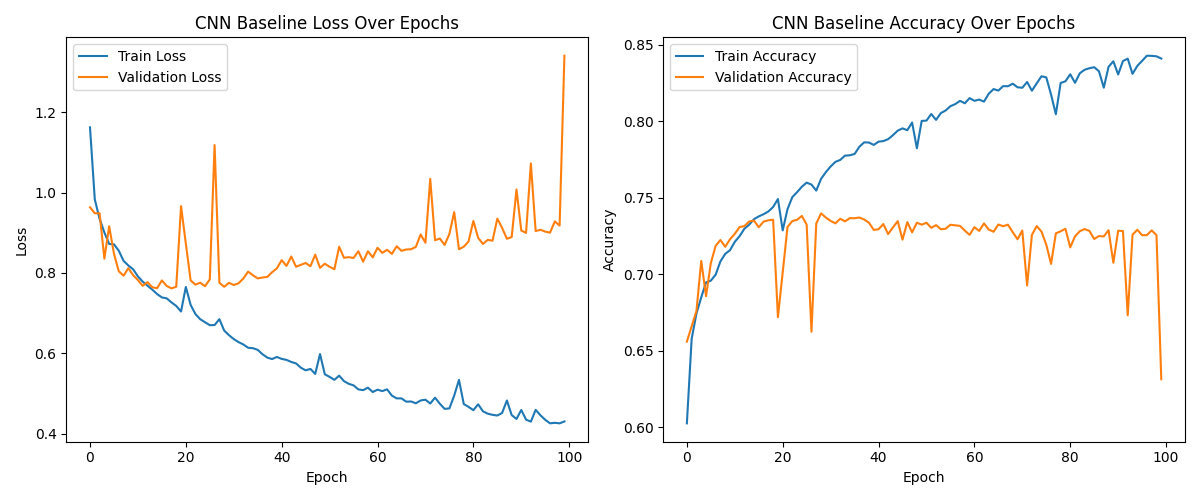 CNN Baseline Loss Over Epochs
Train Loss
Validation Loss
Loss
1.2
1.0
0.8
0.6
0.4
0
20
40
60
80
100
Epoch
CNN Baseline Accuracy Over Epochs
Train Accuracy
Validation Accuracy
Accuracy
0.85
0.80
0.75
0.70
0.65
0.60
0
20
40
60
80
100
Epoch